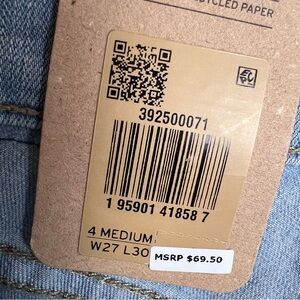 CYCLED PAPER
392500071
1 95901 41858 7
4 MEDIUM
W27 L30
MSRP $69.50